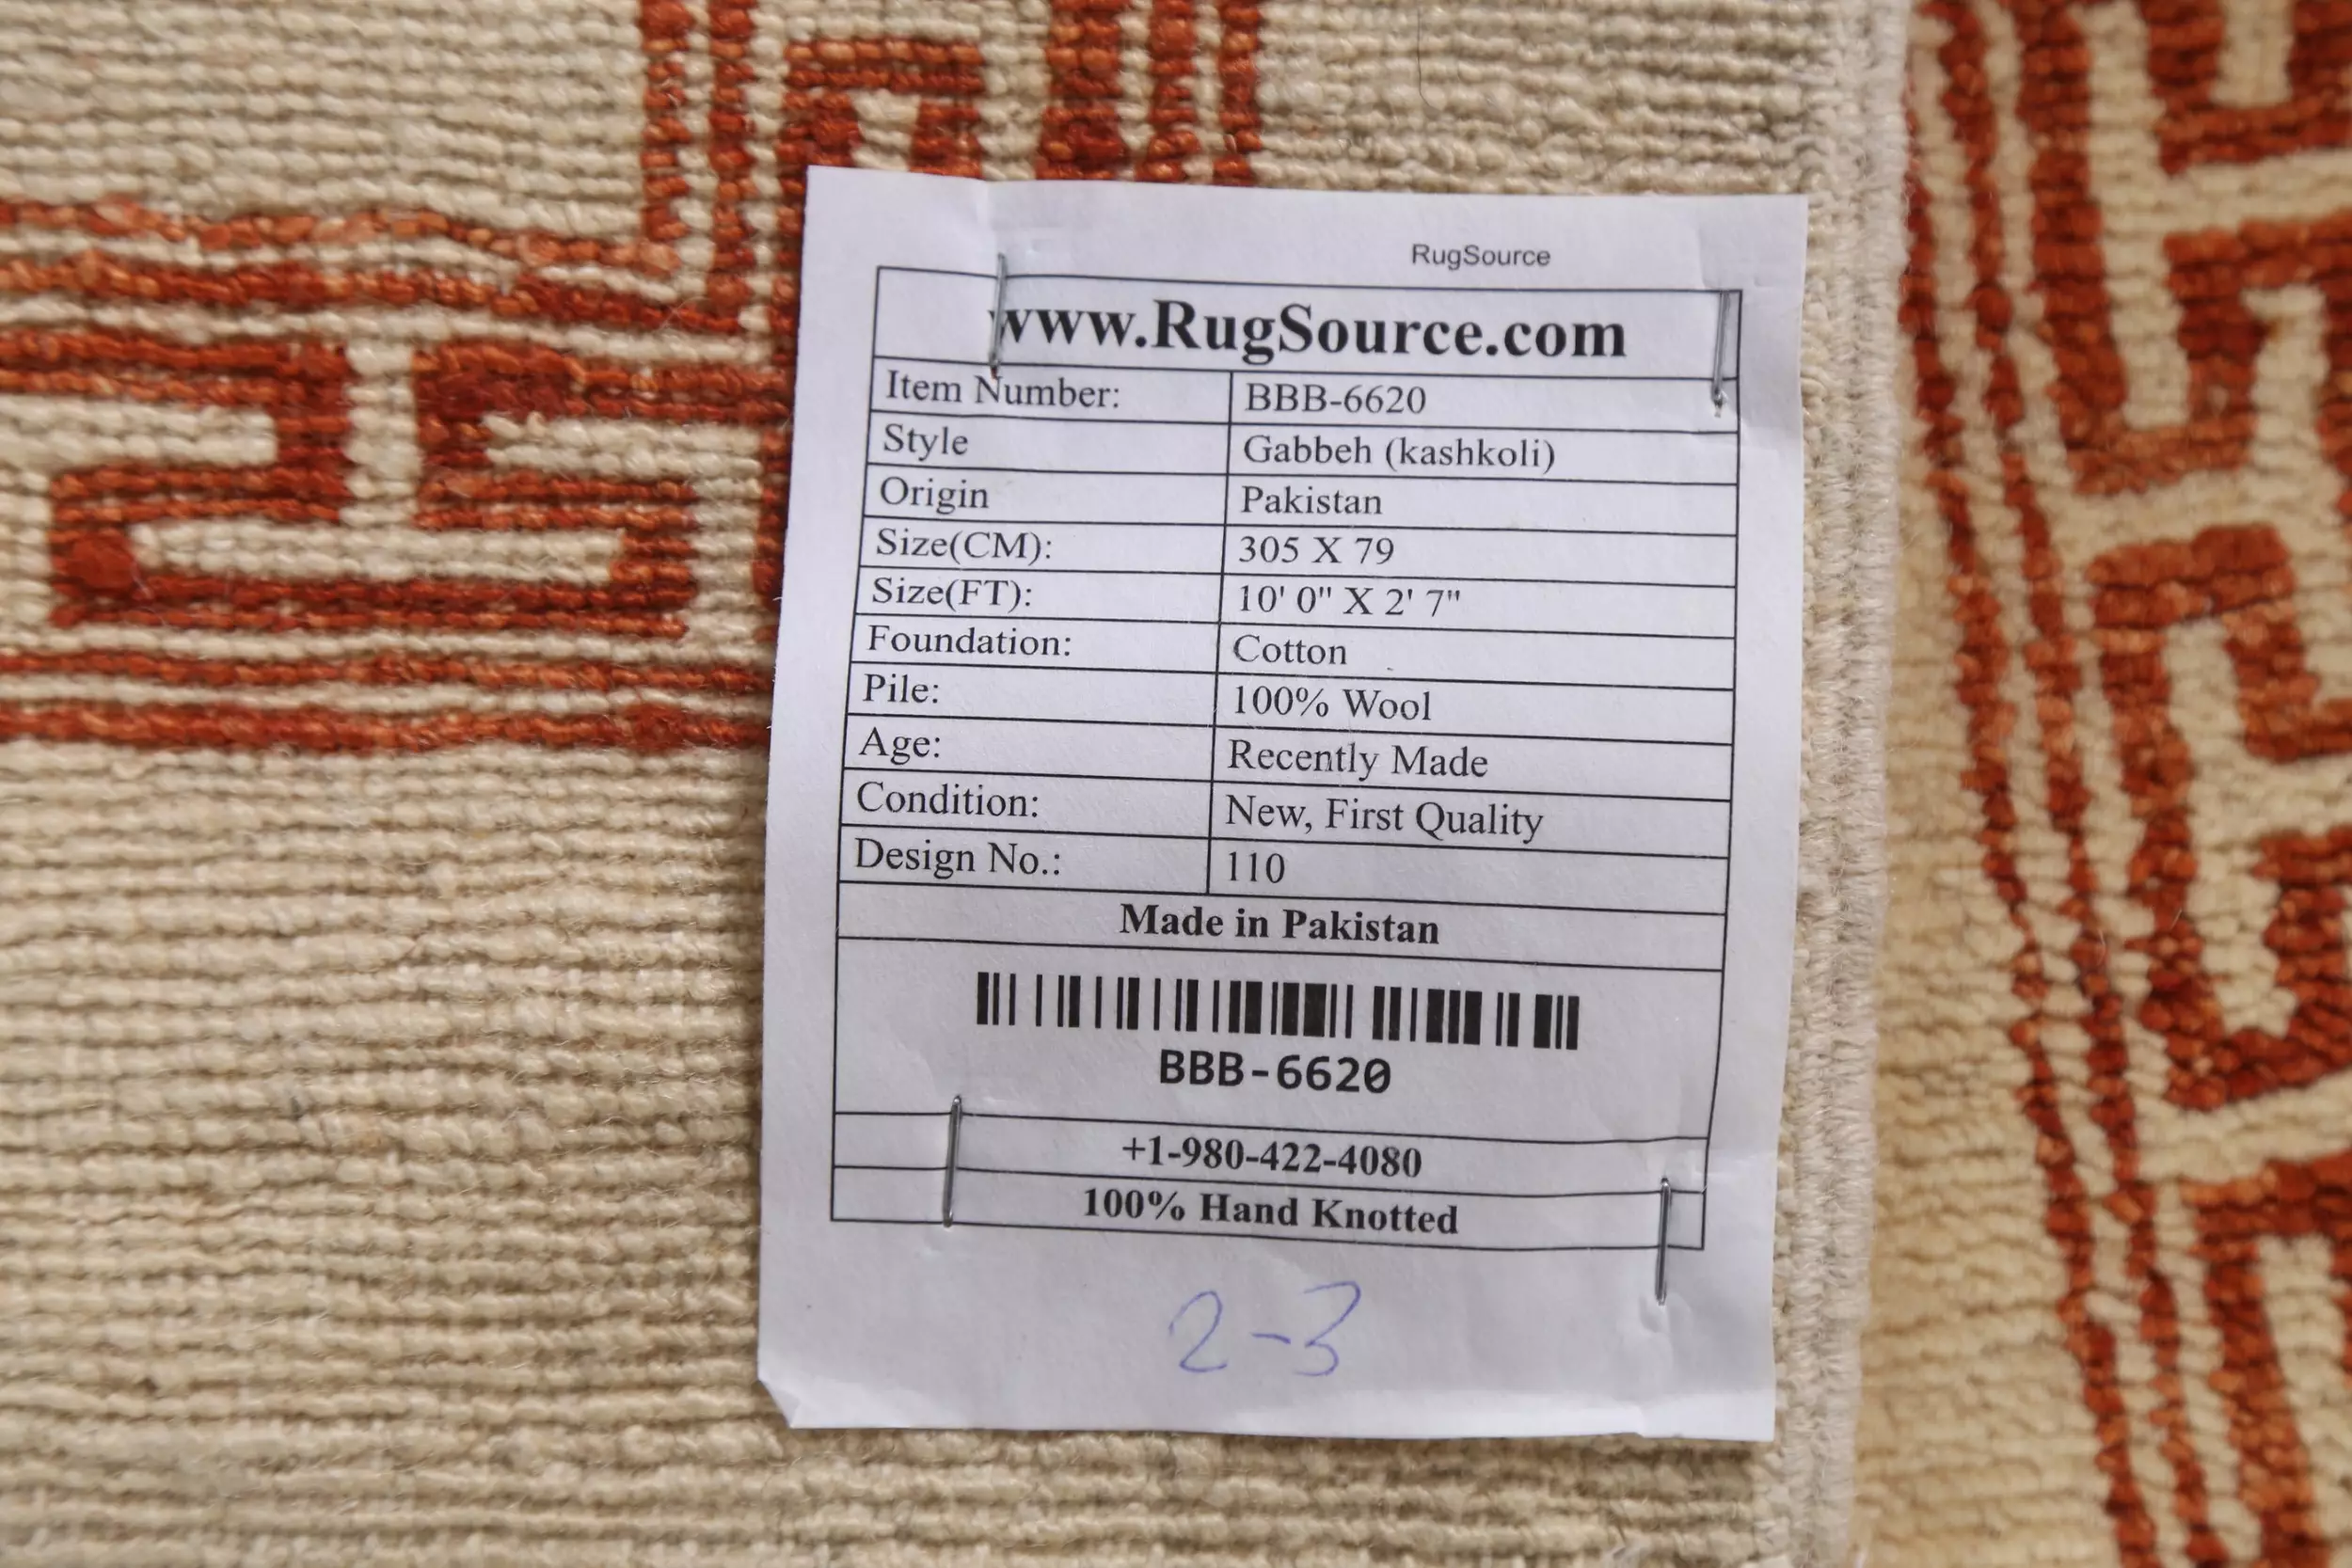 RugSource
www.RugSource.com
Item Number: BBB-6620
Style Gabbeh (kashkoli)
Origin Pakistan
Size(CM): 305 X 79
Size(FT): 10' 0" X 2' 7"
Foundation: Cotton
Pile: 100% Wool
Age: Recently Made
Condition: New, First Quality
Design No.: 110
Made in Pakistan
BBB-6620
+1-980-422-4080
100% Hand Knotted
2-3